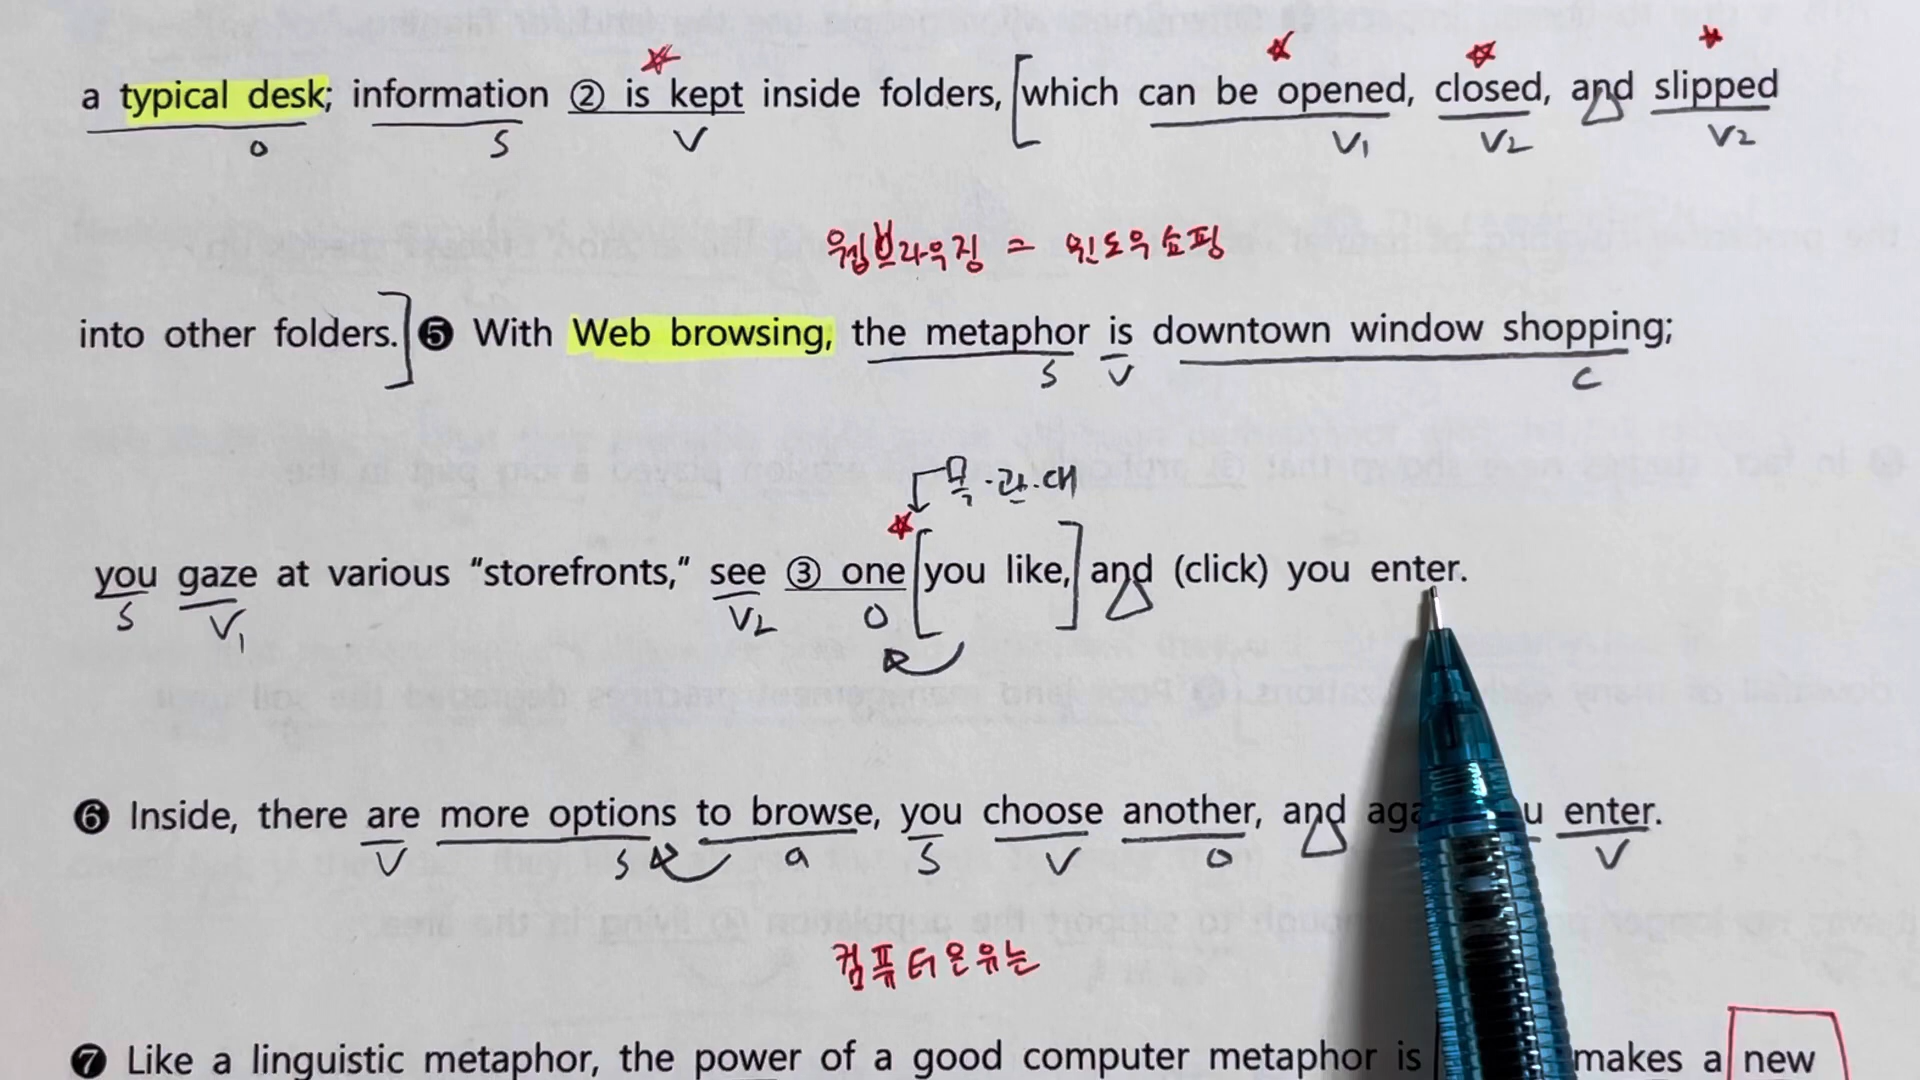 a typical desk; information ② is kept inside folders, [which can be opened, closed, and slipped
O S V V1 V2 V2
웹브라우징 = 윈도우쇼핑
into other folders.] ❺ With Web browsing, the metaphor is downtown window shopping;
S V C
목·관·대
you gaze at various “storefronts,” see ③ one [you like,] and (click) you enter.
S V1 V2 O
❻ Inside, there are more options to browse, you choose another, and enter.
V S a S V O V
컴퓨터은유는
❼ Like a linguistic metaphor, the power of a good computer metaphor is makes a new